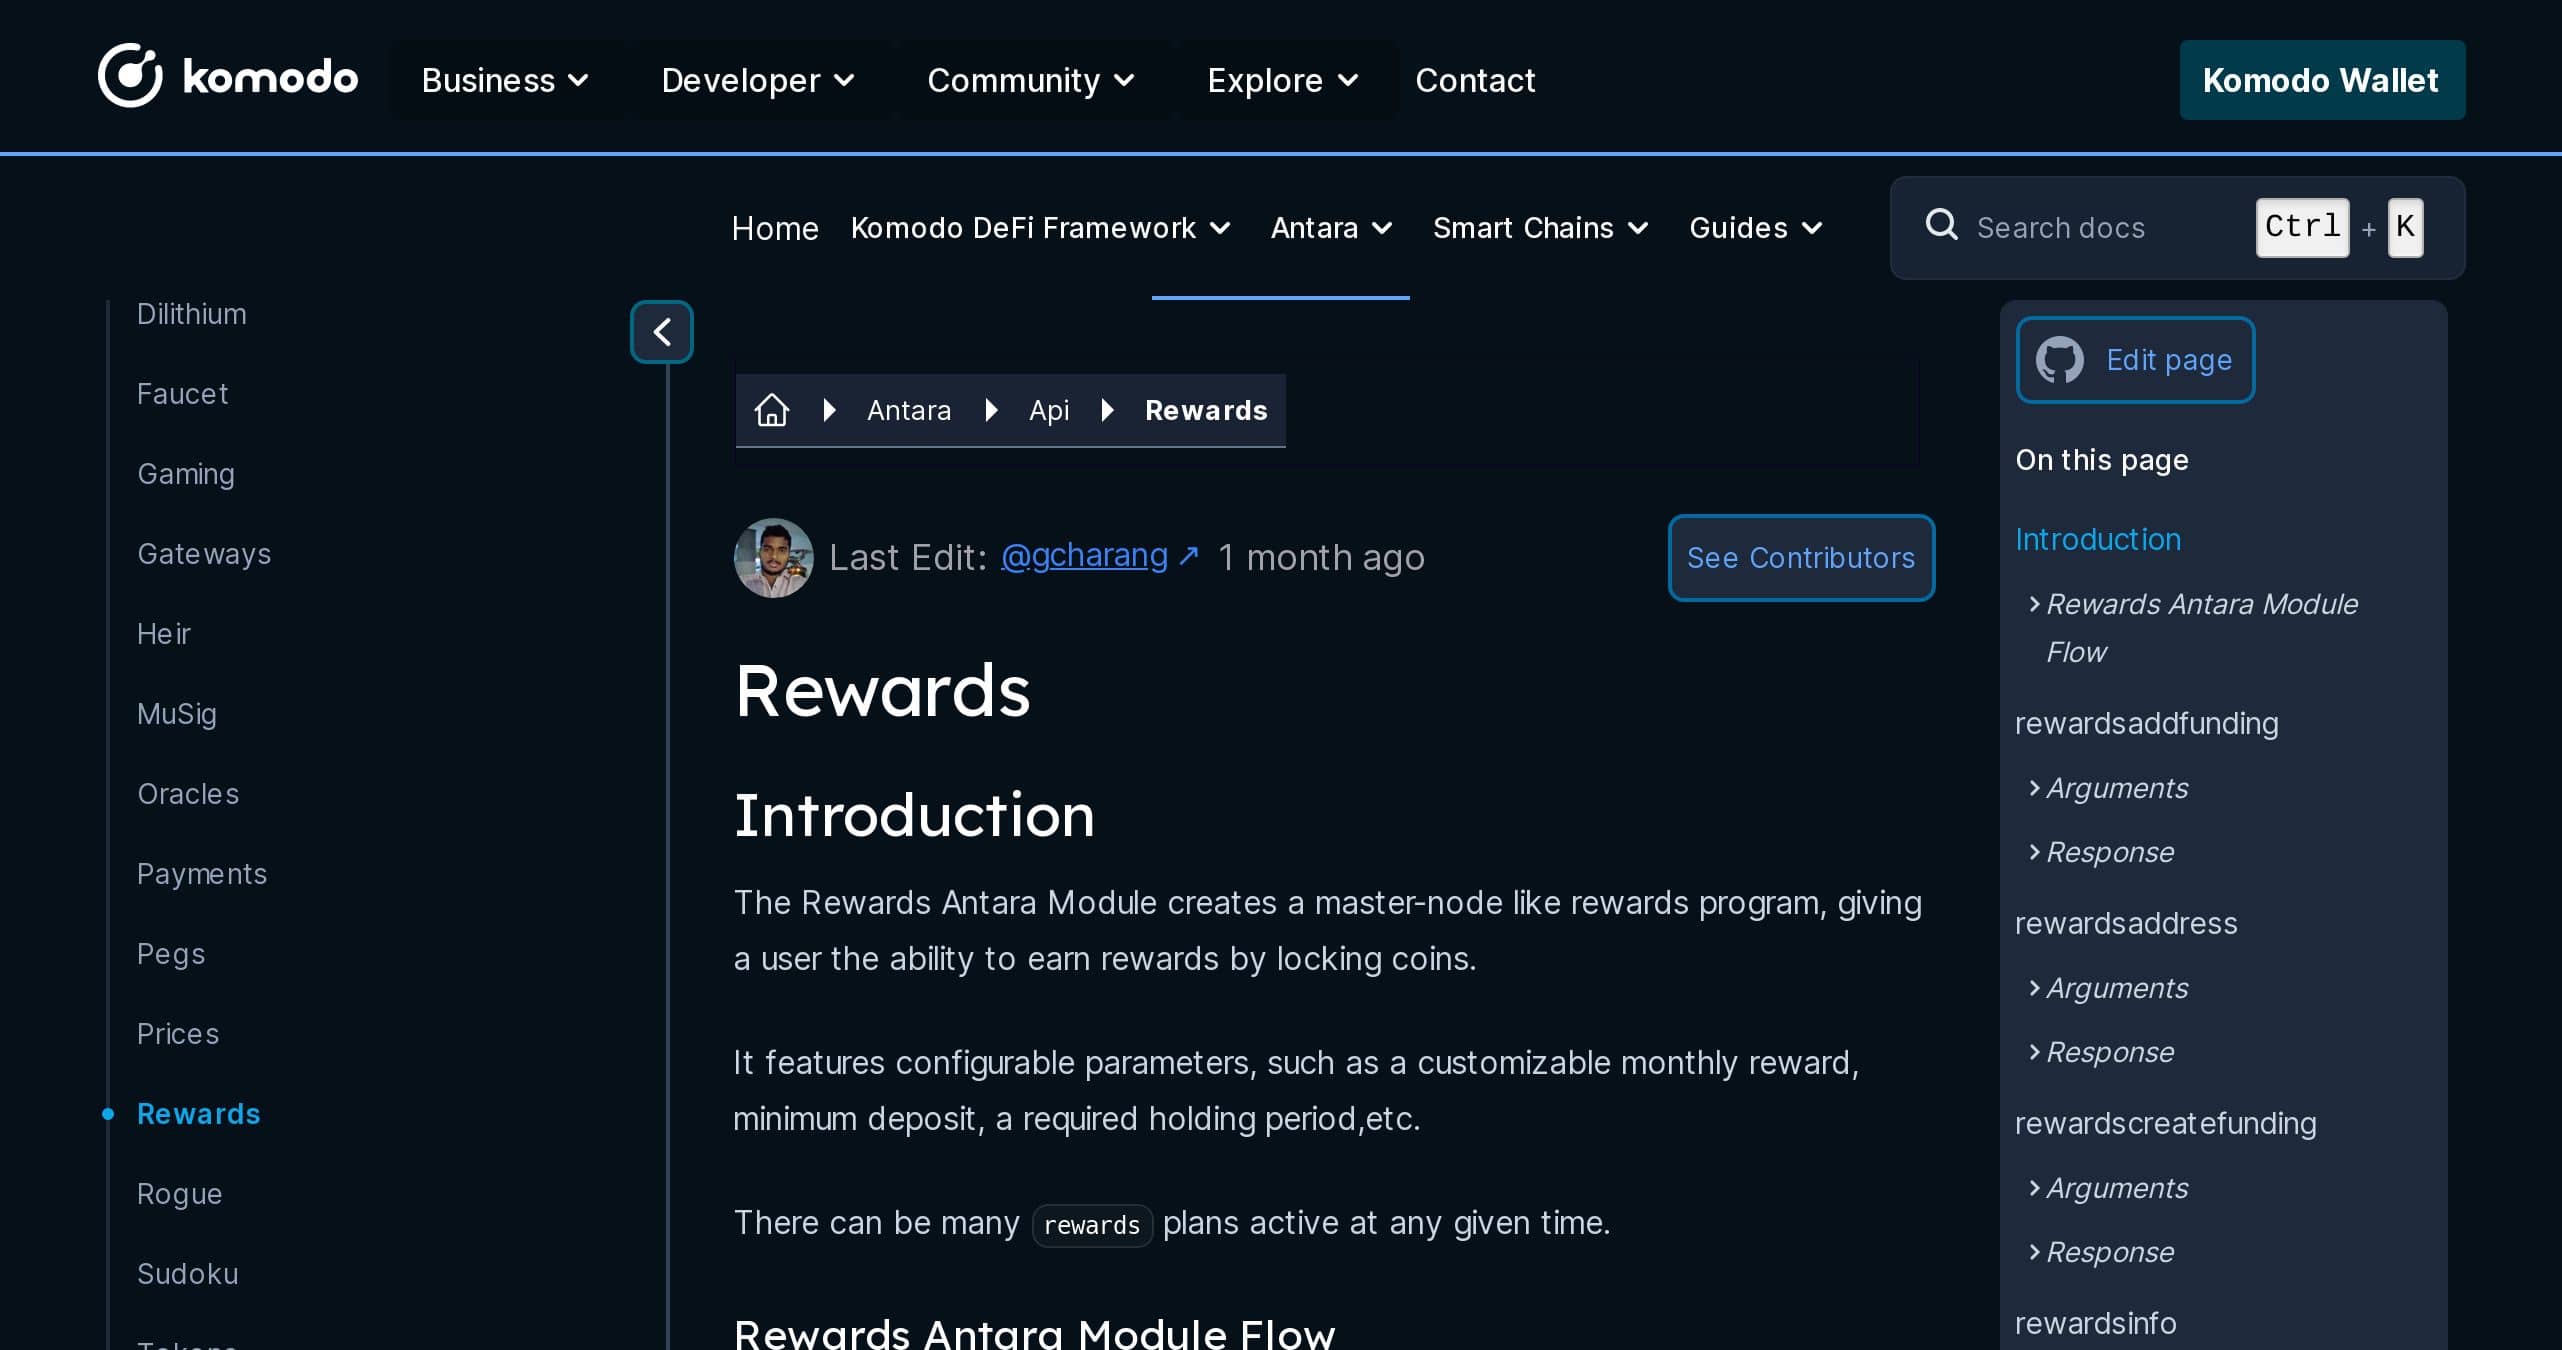 komodo
Business
Developer
Community
Explore
Contact
Komodo Wallet
Home
Komodo DeFi Framework
Antara
Smart Chains
Guides
Search docs
Ctrl + K
Dilithium
Faucet
Gaming
Gateways
Heir
MuSig
Oracles
Payments
Pegs
Prices
Rewards
Rogue
Sudoku
Antara
Api
Rewards
Last Edit: @gcharang ↗ 1 month ago
See Contributors
Rewards
Introduction
The Rewards Antara Module creates a master-node like rewards program, giving
a user the ability to earn rewards by locking coins.
It features configurable parameters, such as a customizable monthly reward,
minimum deposit, a required holding period,etc.
There can be many rewards plans active at any given time.
Rewards Antara Module Flow
Edit page
On this page
Introduction
Rewards Antara Module
Flow
rewardsaddfunding
Arguments
Response
rewardsaddress
Arguments
Response
rewardscreatefunding
Arguments
Response
rewardsinfo